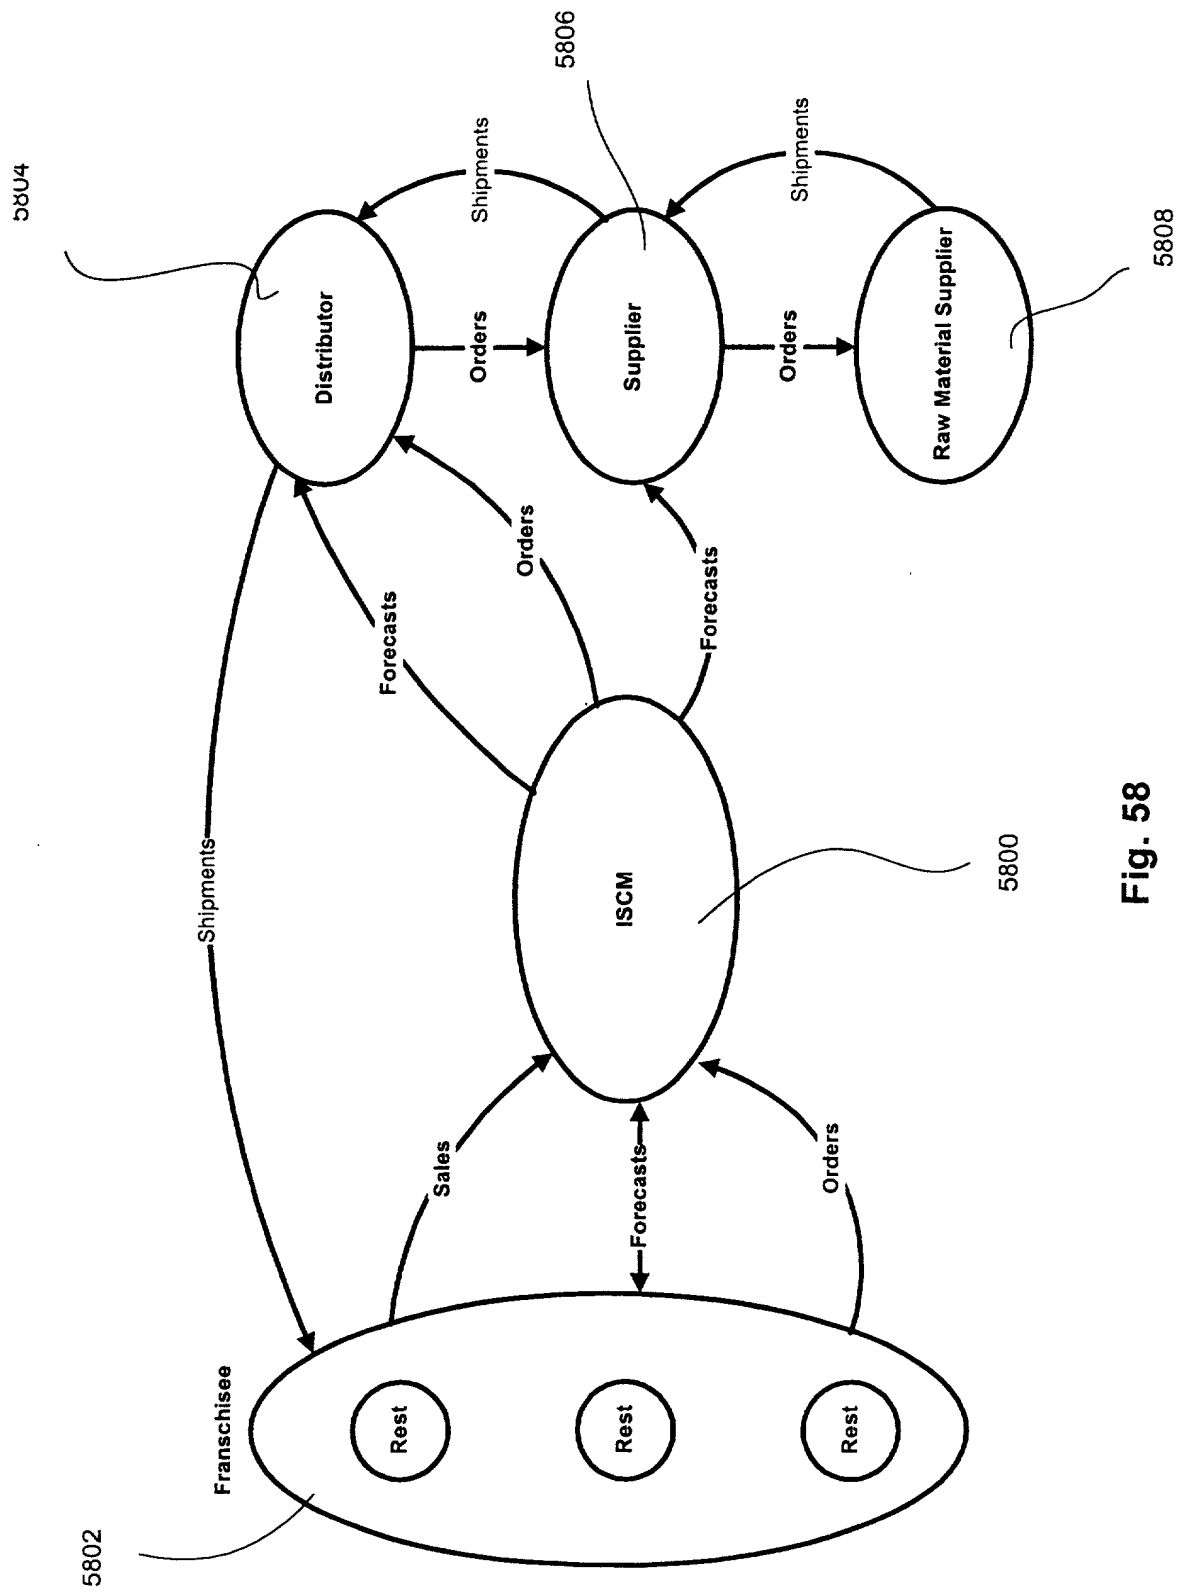 5802
Franschisee
Rest
Rest
Rest
Shipments
Sales
Forecasts
Orders
ISCM
5800
Forecasts
Orders
Forecasts
5804
Distributor
Orders
Shipments
5806
Supplier
Orders
Shipments
Raw Material Supplier
5808
Fig. 58